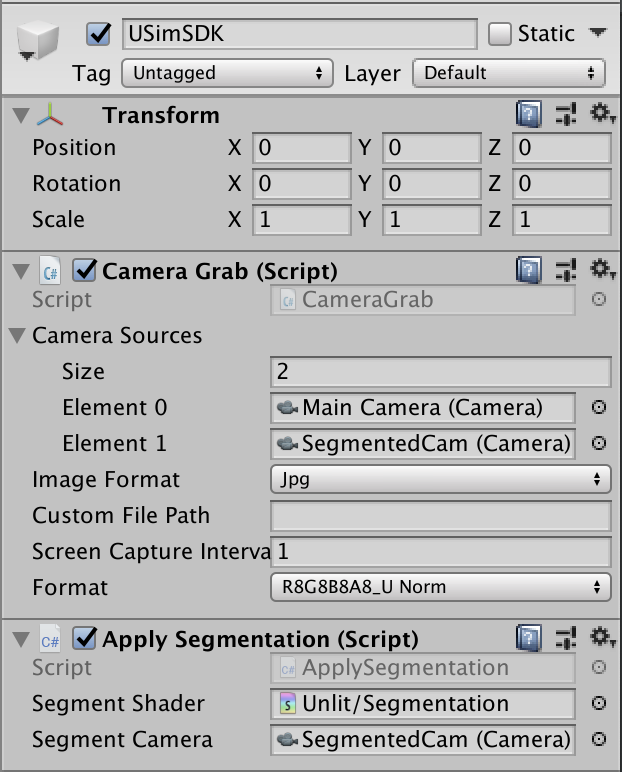 USimSDK Static
Tag Untagged Layer Default
Transform
Position X 0 Y 0 Z 0
Rotation X 0 Y 0 Z 0
Scale X 1 Y 1 Z 1
C# Camera Grab (Script)
Script C# CameraGrab
Camera Sources
Size 2
Element 0 Main Camera (Camera)
Element 1 SegmentedCam (Camera)
Image Format Jpg
Custom File Path
Screen Capture Interva 1
Format R8G8B8A8_U Norm
C# Apply Segmentation (Script)
Script C# ApplySegmentation
Segment Shader S Unlit/Segmentation
Segment Camera SegmentedCam (Camera)